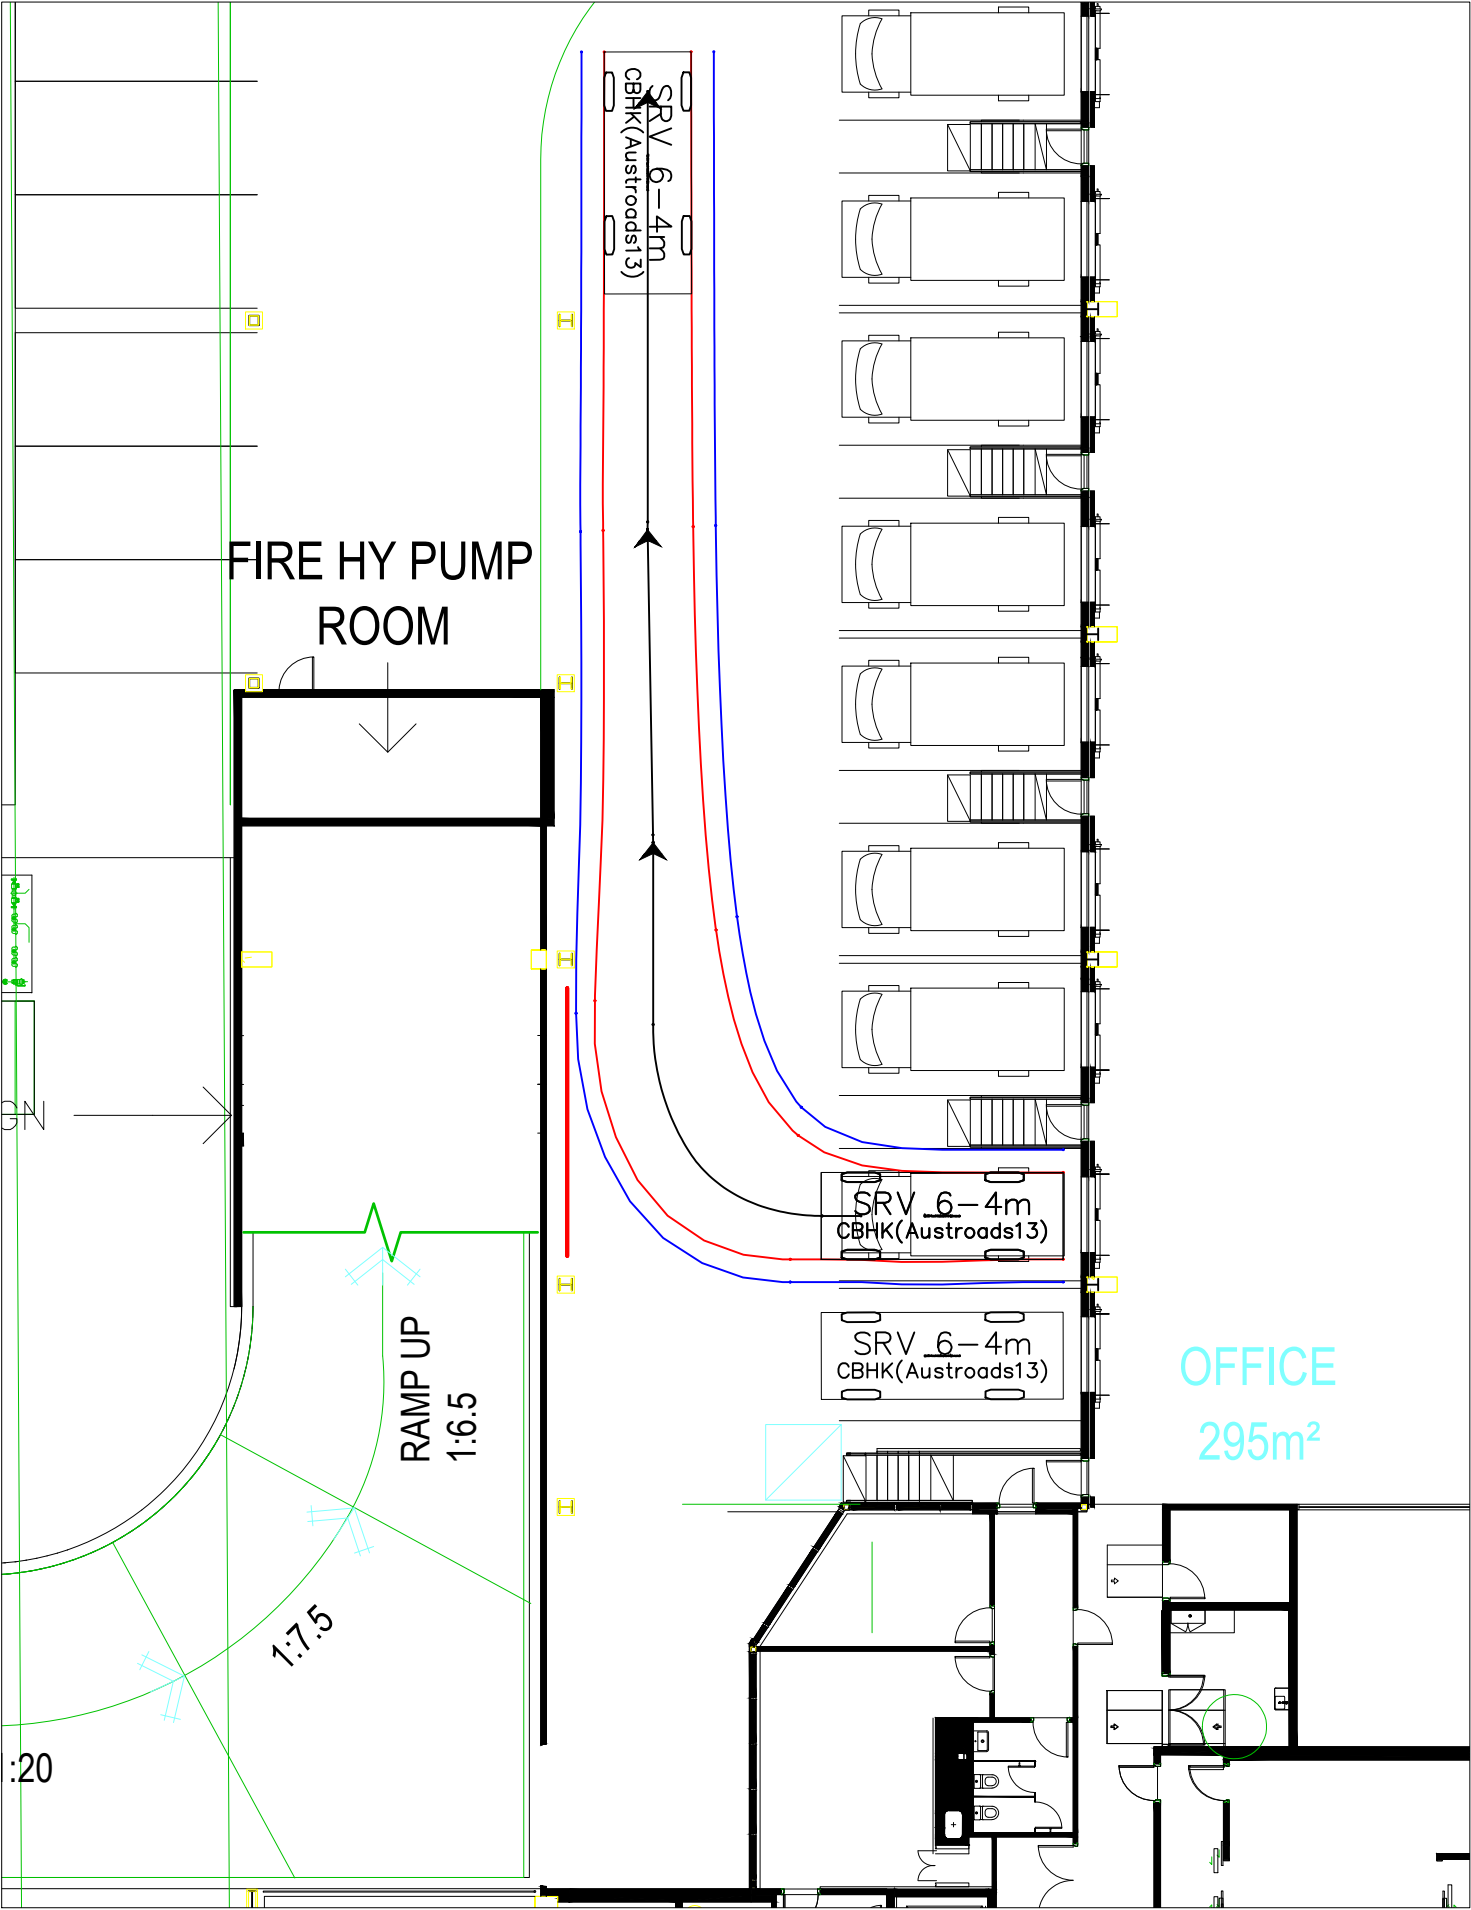 SRV 6-4m
CBHK(Austroads13)
FIRE HY PUMP
ROOM
SRV 6-4m
CBHK(Austroads13)
SRV 6-4m
CBHK(Austroads13)
RAMP UP
1:6.5
OFFICE
295m²
1:7.5
:20